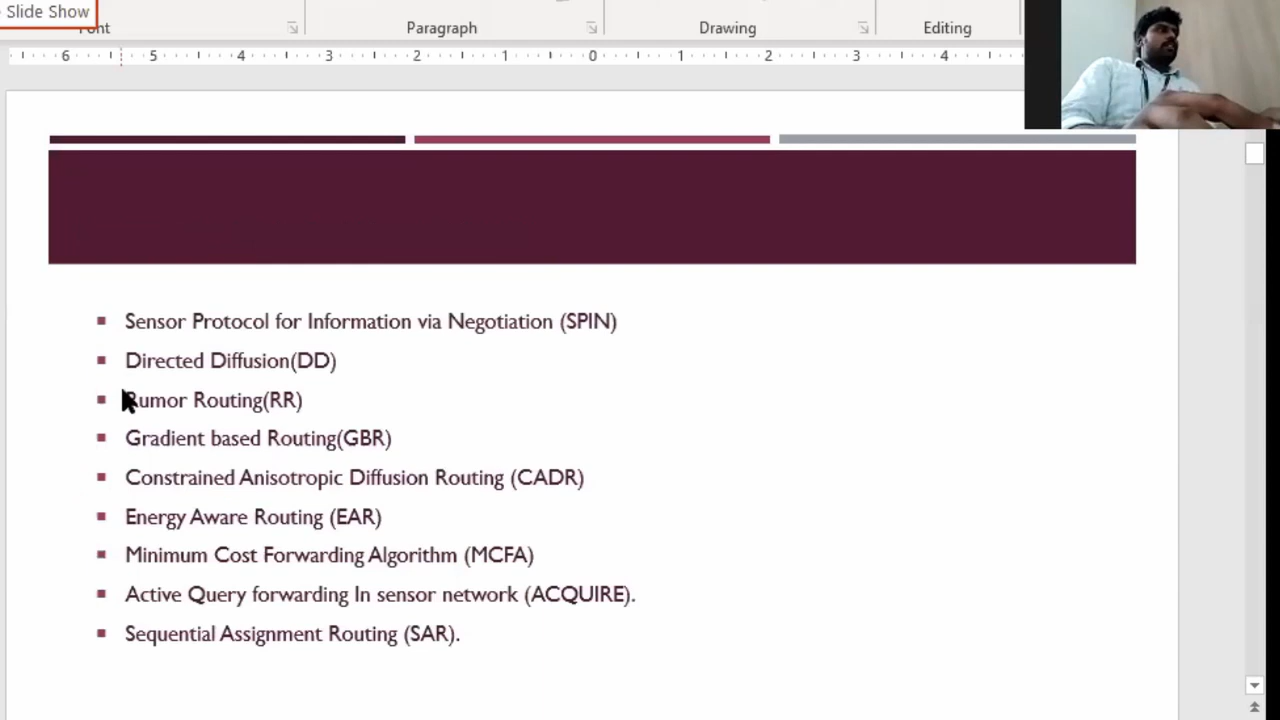 Slide Show
Font Paragraph Drawing Editing
6 5 4 3 2 1 0 1 2 3 4
Sensor Protocol for Information via Negotiation (SPIN)
Directed Diffusion(DD)
Rumor Routing(RR)
Gradient based Routing(GBR)
Constrained Anisotropic Diffusion Routing (CADR)
Energy Aware Routing (EAR)
Minimum Cost Forwarding Algorithm (MCFA)
Active Query forwarding In sensor network (ACQUIRE).
Sequential Assignment Routing (SAR).